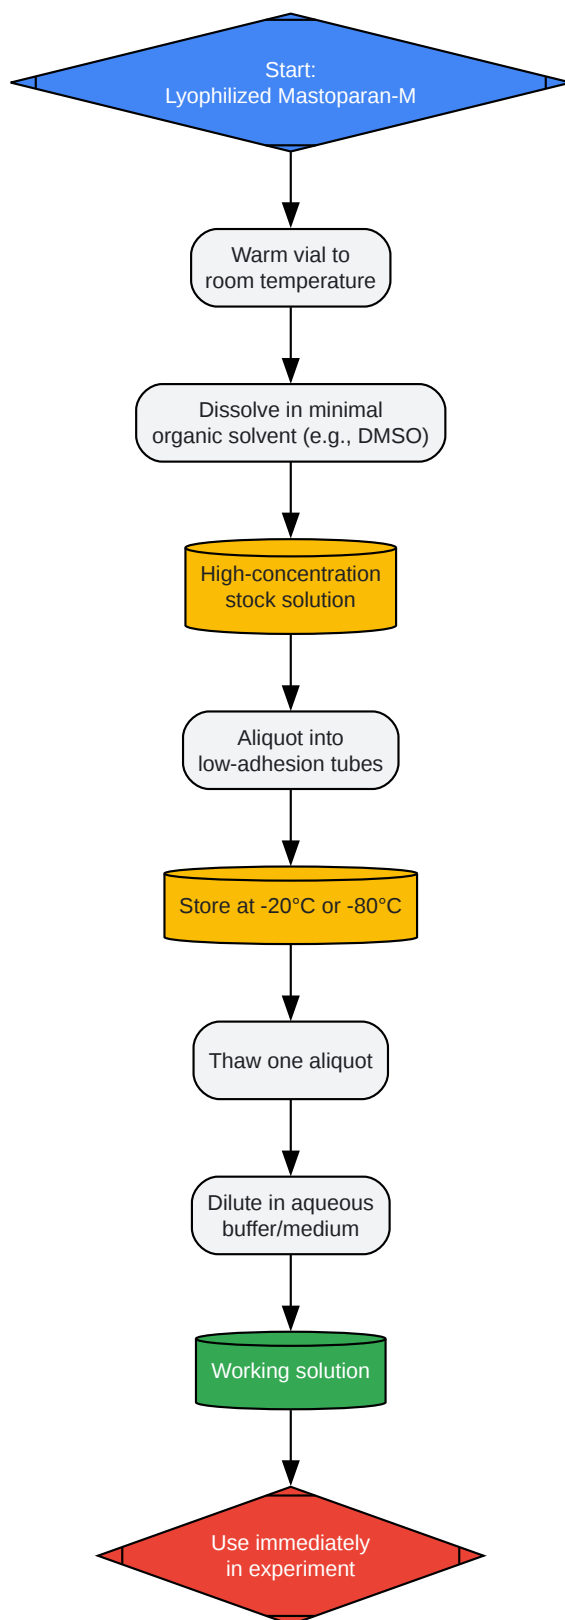 Start:
Lyophilized Mastoparan-M
Warm vial to
room temperature
Dissolve in minimal
organic solvent (e.g., DMSO)
High-concentration
stock solution
Aliquot into
low-adhesion tubes
Store at -20°C or -80°C
Thaw one aliquot
Dilute in aqueous
buffer/medium
Working solution
Use immediately
in experiment